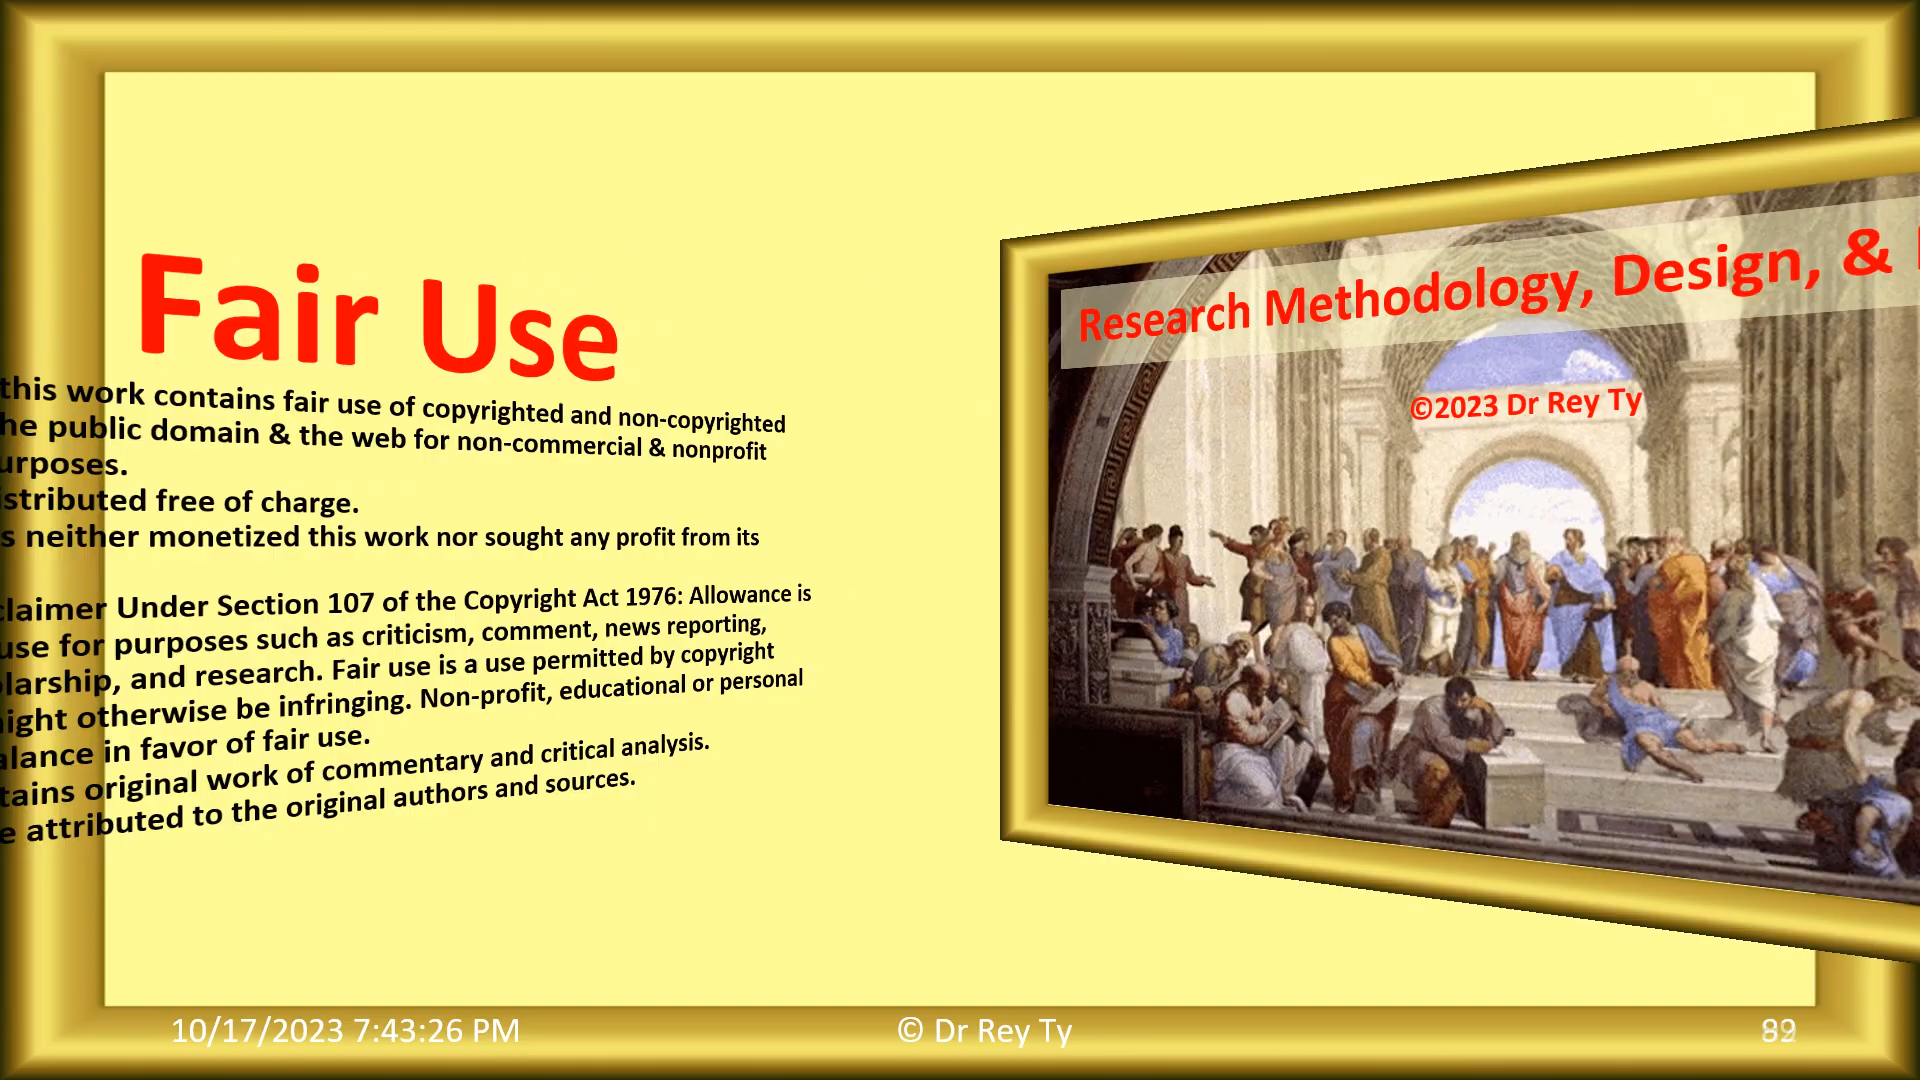 Fair Use
this work contains fair use of copyrighted and non-copyrighted
he public domain & the web for non-commercial & nonprofit
urposes.
istributed free of charge.
s neither monetized this work nor sought any profit from its
claimer Under Section 107 of the Copyright Act 1976: Allowance is
use for purposes such as criticism, comment, news reporting,
olarship, and research. Fair use is a use permitted by copyright
night otherwise be infringing. Non-profit, educational or personal
alance in favor of fair use.
tains original work of commentary and critical analysis.
e attributed to the original authors and sources.
Research Methodology, Design, &
©2023 Dr Rey Ty
10/17/2023 7:43:26 PM
© Dr Rey Ty